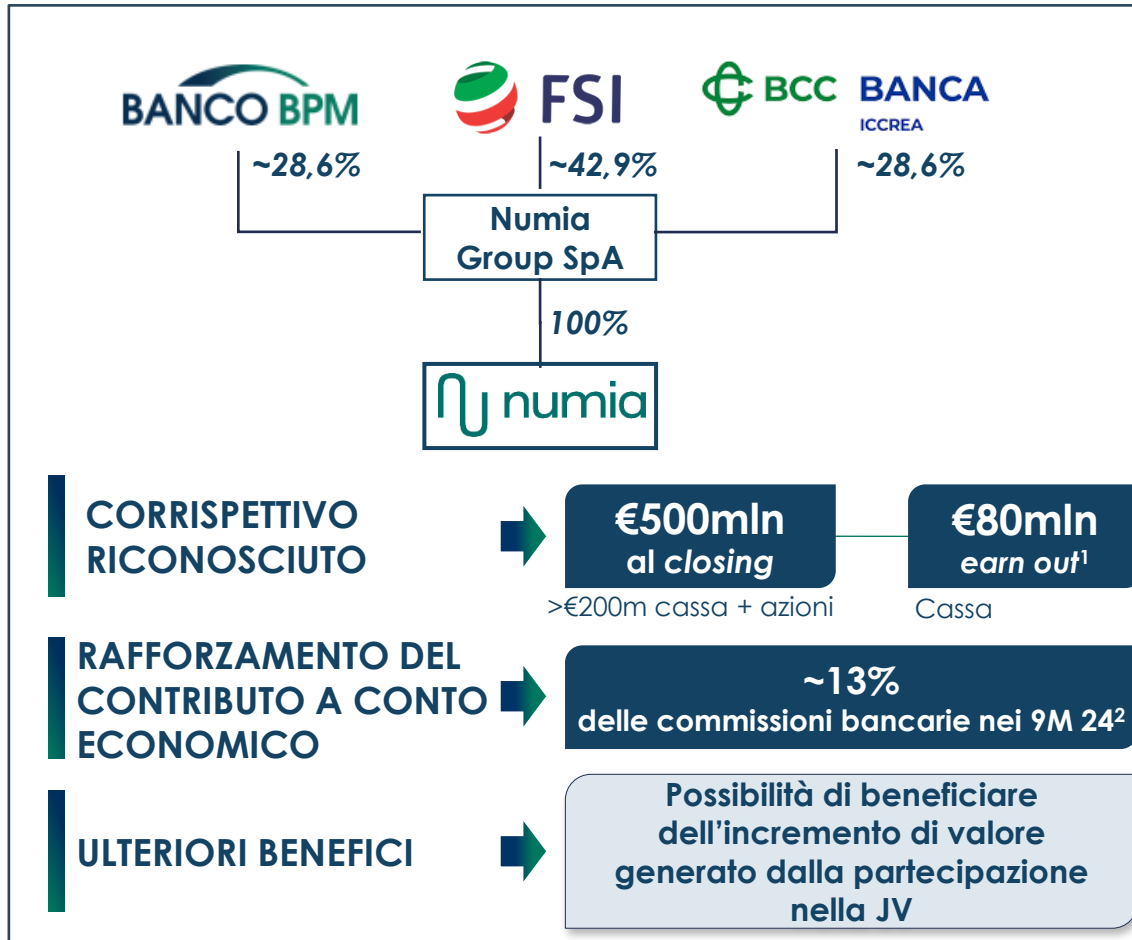 BANCO BPM
FSI
BCC BANCA
ICCREA
~28,6%
~42,9%
~28,6%
Numia
Group SpA
100%
numia
CORRISPETTIVO
RICONOSCIUTO
€500mln
al closing
>€200m cassa + azioni
€80mln
earn out¹
Cassa
RAFFORZAMENTO DEL
CONTRIBUTO A CONTO
ECONOMICO
~13%
delle commissioni bancarie nei 9M 24²
ULTERIORI BENEFICI
Possibilità di beneficiare
dell’incremento di valore
generato dalla partecipazione
nella JV